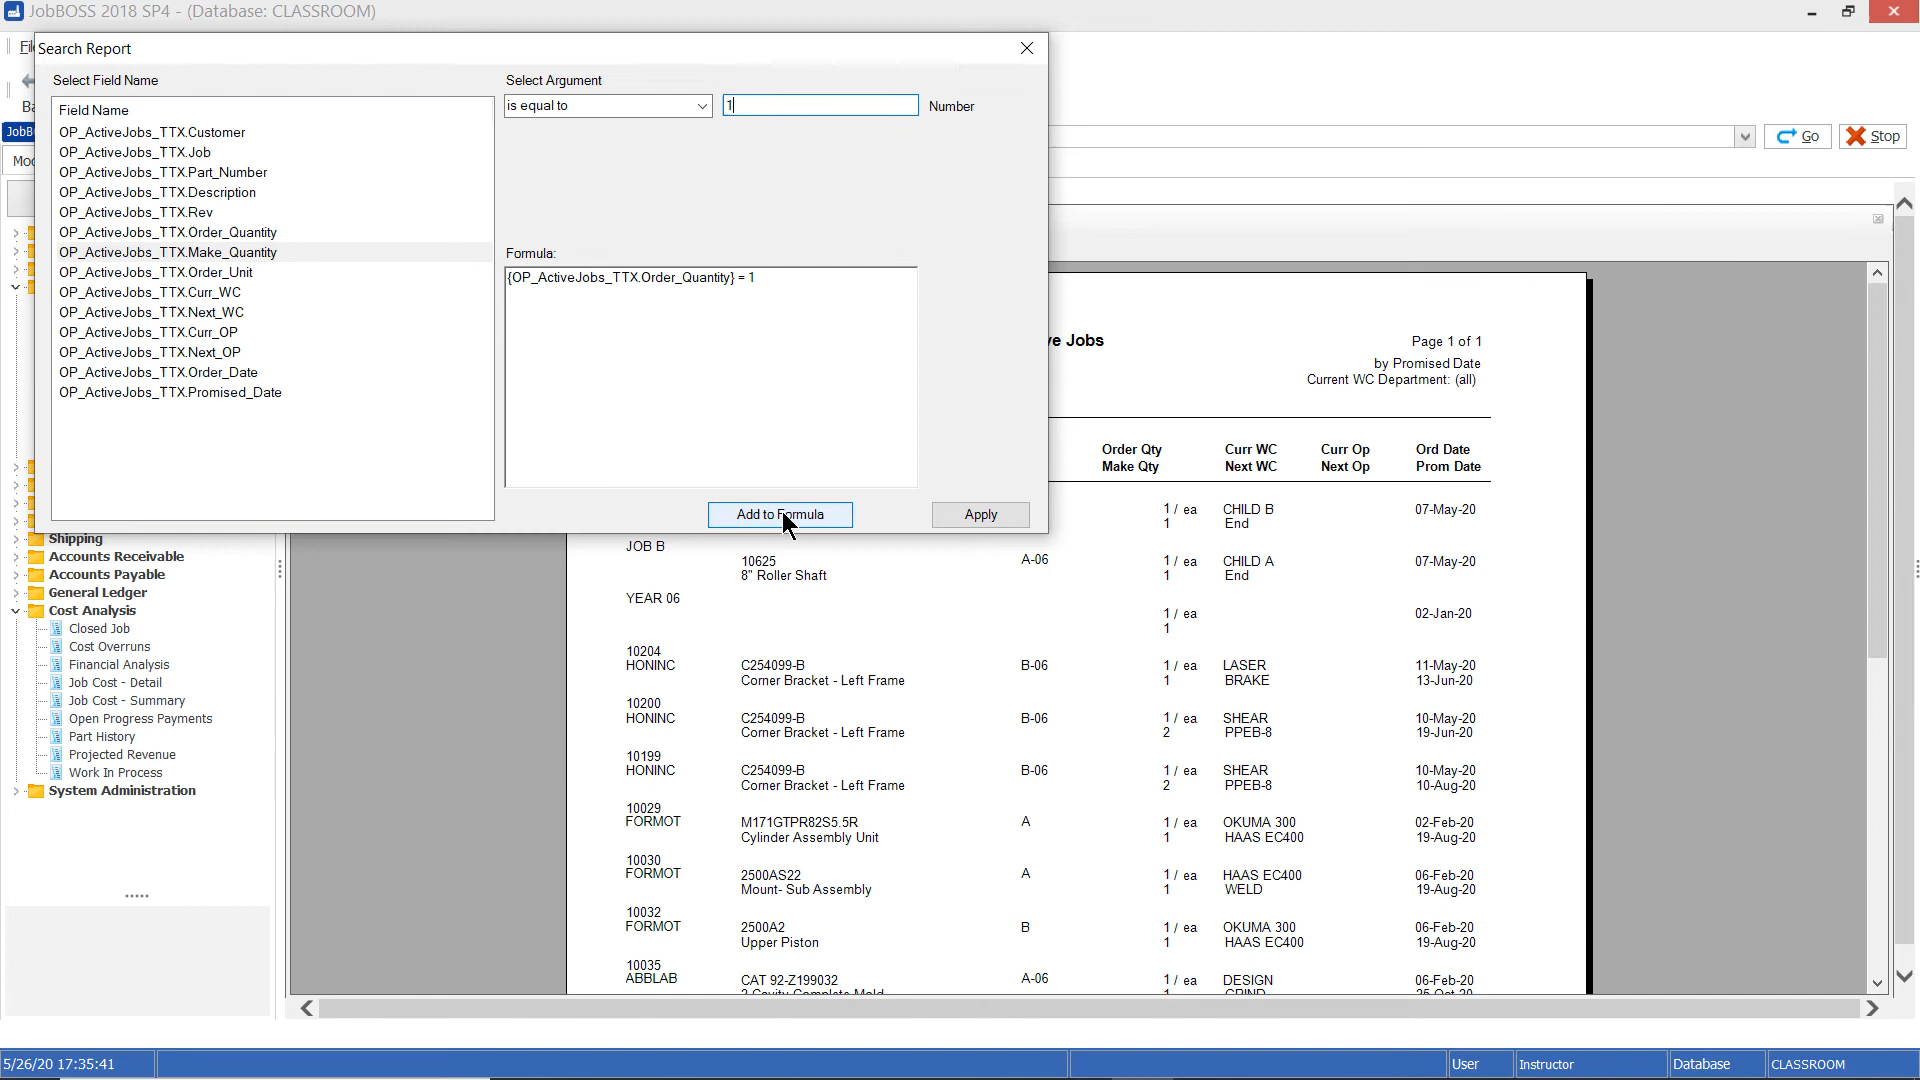 JobBOSS 2018 SP4 - (Database: CLASSROOM)
Search Report
Select Field Name
Select Argument
Field Name
is equal to
1
Number
OP_ActiveJobs_TTX.Customer
OP_ActiveJobs_TTX.Job
OP_ActiveJobs_TTX.Part_Number
OP_ActiveJobs_TTX.Description
OP_ActiveJobs_TTX.Rev
OP_ActiveJobs_TTX.Order_Quantity
OP_ActiveJobs_TTX.Make_Quantity
OP_ActiveJobs_TTX.Order_Unit
OP_ActiveJobs_TTX.Curr_WC
OP_ActiveJobs_TTX.Next_WC
OP_ActiveJobs_TTX.Curr_OP
OP_ActiveJobs_TTX.Next_OP
OP_ActiveJobs_TTX.Order_Date
OP_ActiveJobs_TTX.Promised_Date
Formula:
{OP_ActiveJobs_TTX.Order_Quantity} = 1
Add to Formula
Apply
Go
Stop
Shipping
Accounts Receivable
Accounts Payable
General Ledger
Cost Analysis
Closed Job
Cost Overruns
Financial Analysis
Job Cost - Detail
Job Cost - Summary
Open Progress Payments
Part History
Projected Revenue
Work In Process
System Administration
ve Jobs
Page 1 of 1
by Promised Date
Current WC Department: (all)
Order Qty Curr WC Curr Op Ord Date
Make Qty Next WC Next Op Prom Date
1 / ea CHILD B 07-May-20
1 End
JOB B
10625 A-06 1 / ea CHILD A 07-May-20
8" Roller Shaft 1 End
YEAR 06
1 / ea 02-Jan-20
1
10204
HONINC C254099-B B-06 1 / ea LASER 11-May-20
Corner Bracket - Left Frame 1 BRAKE 13-Jun-20
10200
HONINC C254099-B B-06 1 / ea SHEAR 10-May-20
Corner Bracket - Left Frame 2 PPEB-8 19-Jun-20
10199
HONINC C254099-B B-06 1 / ea SHEAR 10-May-20
Corner Bracket - Left Frame 2 PPEB-8 10-Aug-20
10029
FORMOT M171GTPR82S5.5R A 1 / ea OKUMA 300 02-Feb-20
Cylinder Assembly Unit 1 HAAS EC400 19-Aug-20
10030
FORMOT 2500AS22 A 1 / ea HAAS EC400 06-Feb-20
Mount- Sub Assembly 1 WELD 19-Aug-20
10032
FORMOT 2500A2 B 1 / ea OKUMA 300 06-Feb-20
Upper Piston 1 HAAS EC400 19-Aug-20
10035
ABBLAB CAT 92-Z199032 A-06 1 / ea DESIGN 06-Feb-20
5/26/20 17:35:41
User
Instructor
Database
CLASSROOM